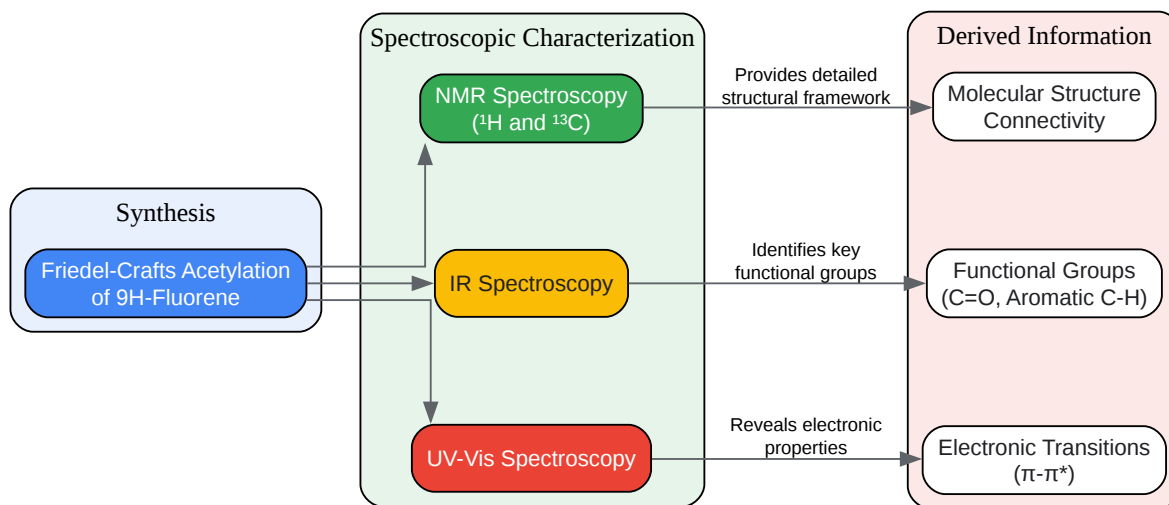 Synthesis
Friedel-Crafts Acetylation
of 9H-Fluorene
Spectroscopic Characterization
NMR Spectroscopy
(¹H and ¹³C)
IR Spectroscopy
UV-Vis Spectroscopy
Provides detailed
structural framework
Identifies key
functional groups
Reveals electronic
properties
Derived Information
Molecular Structure
Connectivity
Functional Groups
(C=O, Aromatic C-H)
Electronic Transitions
(π-π*)